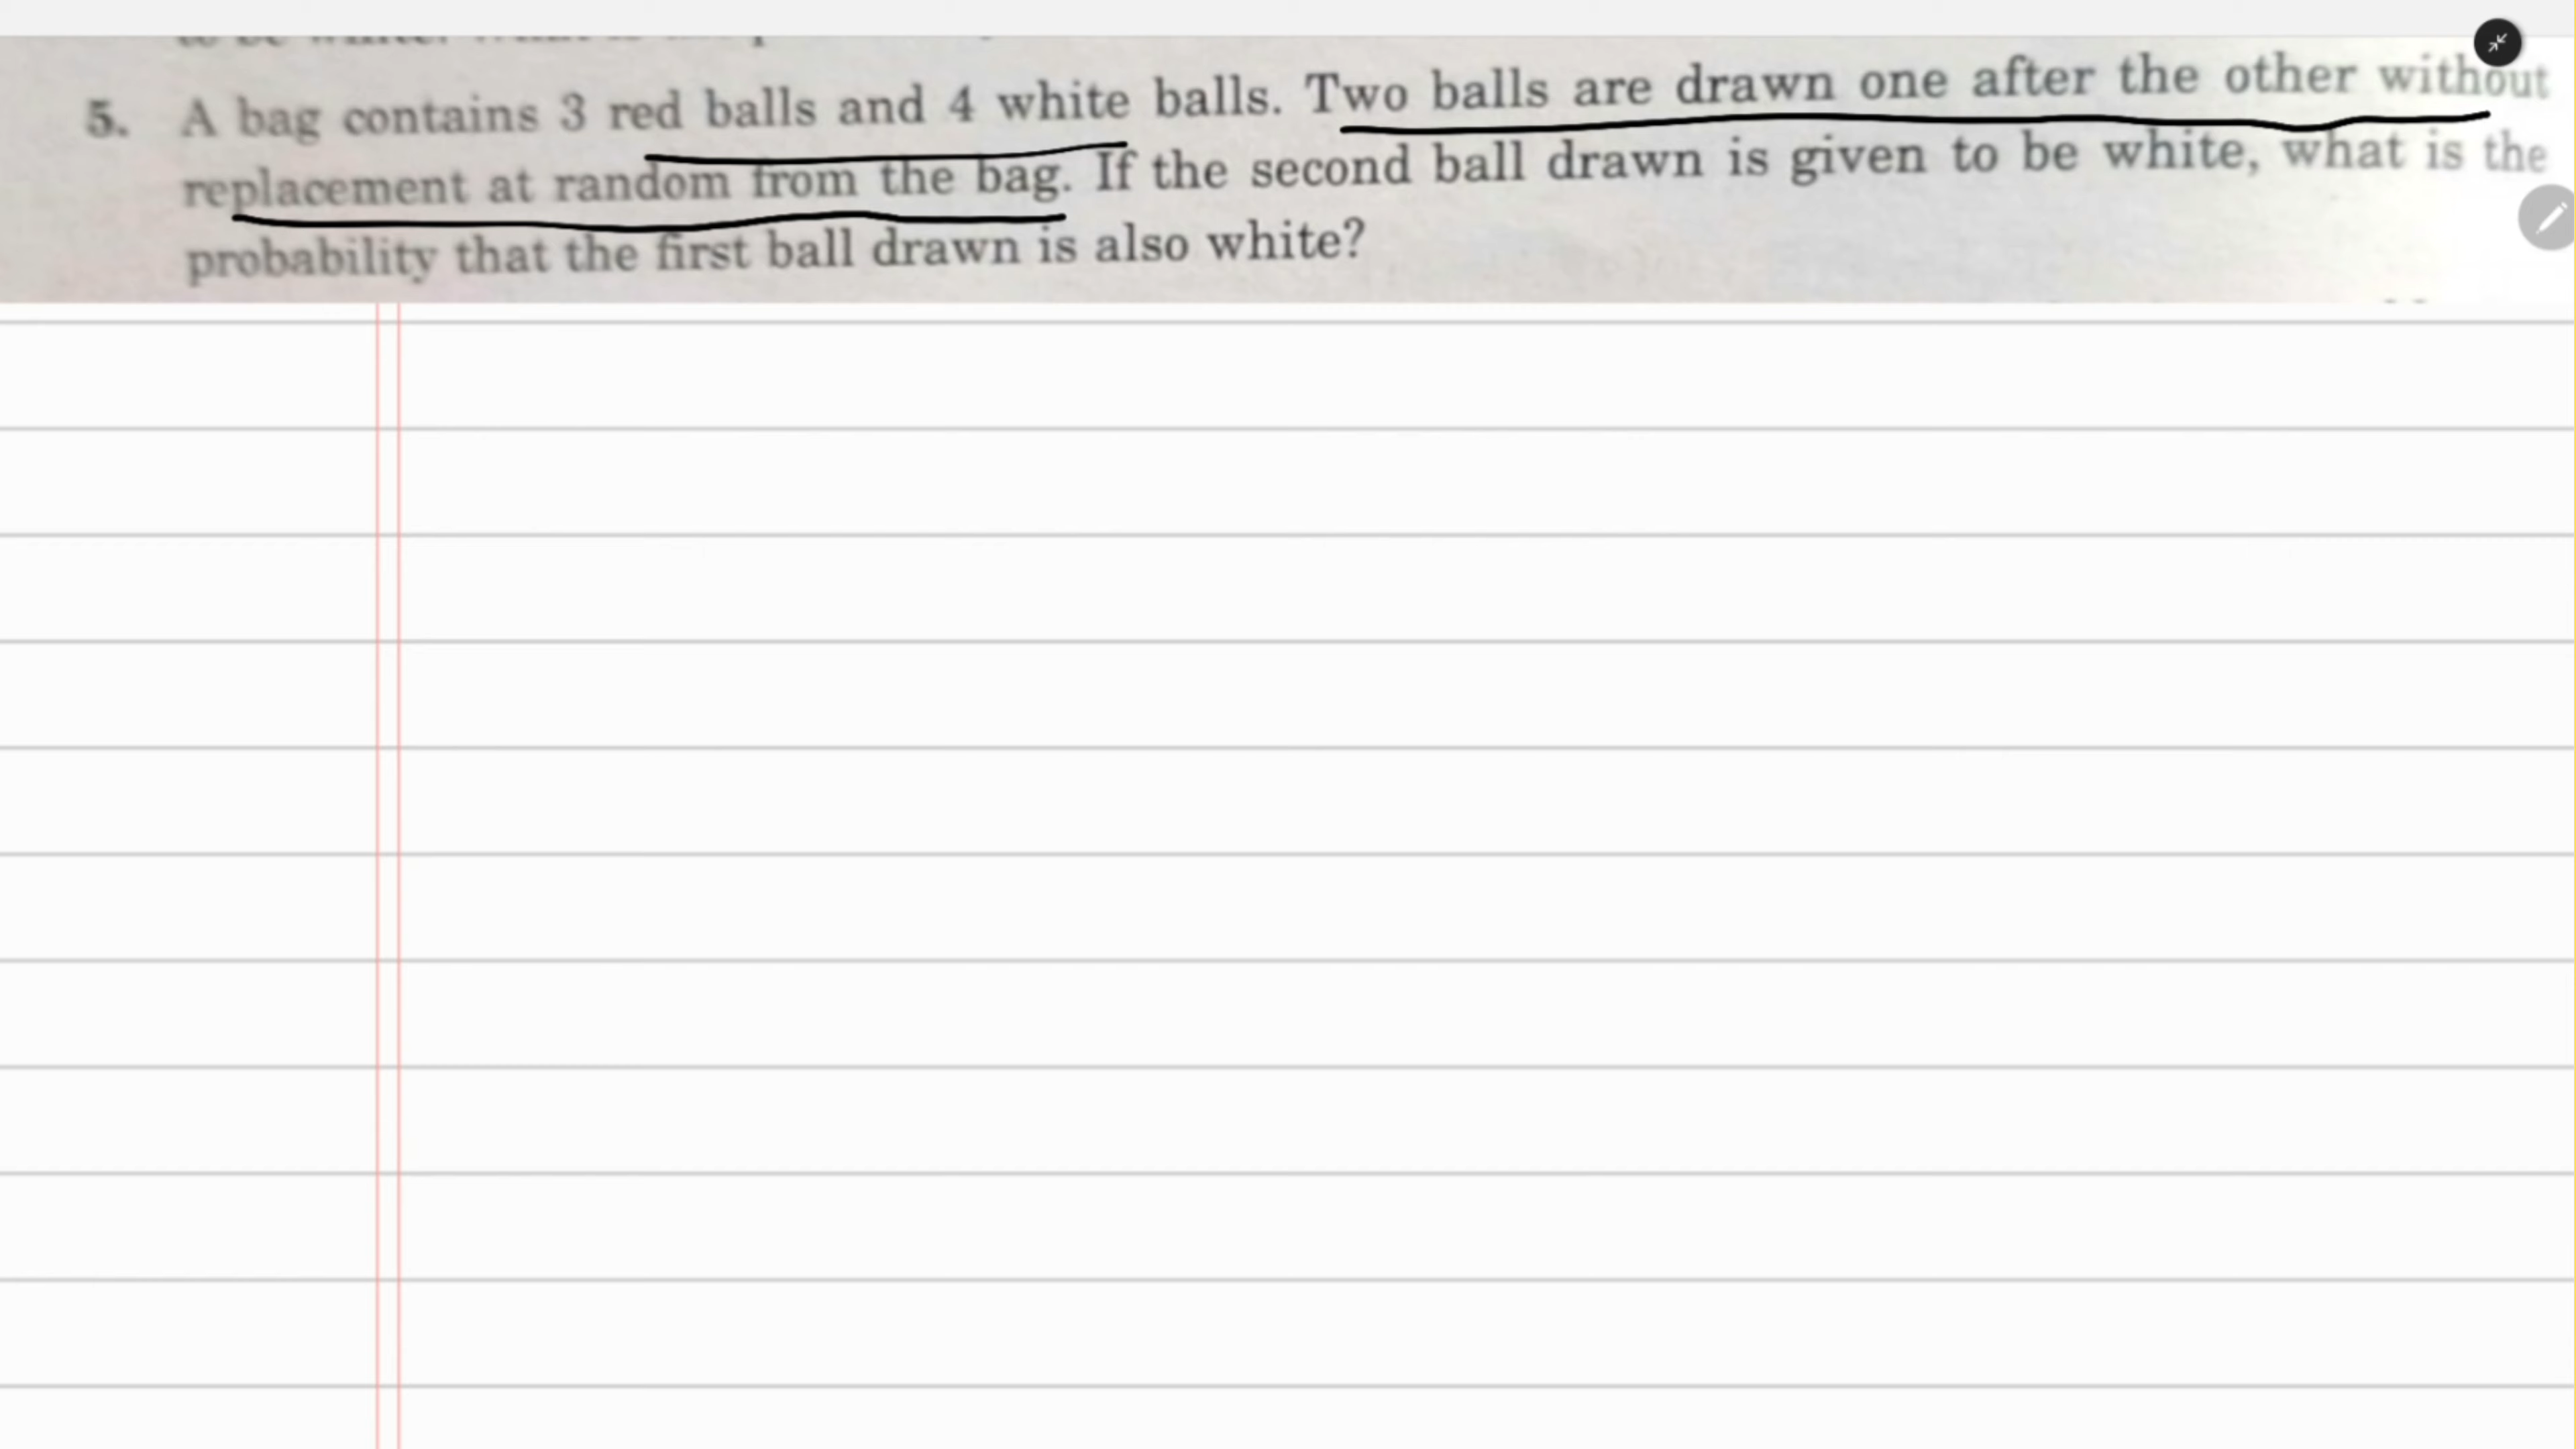 5. A bag contains 3 red balls and 4 white balls. Two balls are drawn one after the other without
replacement at random from the bag. If the second ball drawn is given to be white, what is the
probability that the first ball drawn is also white?